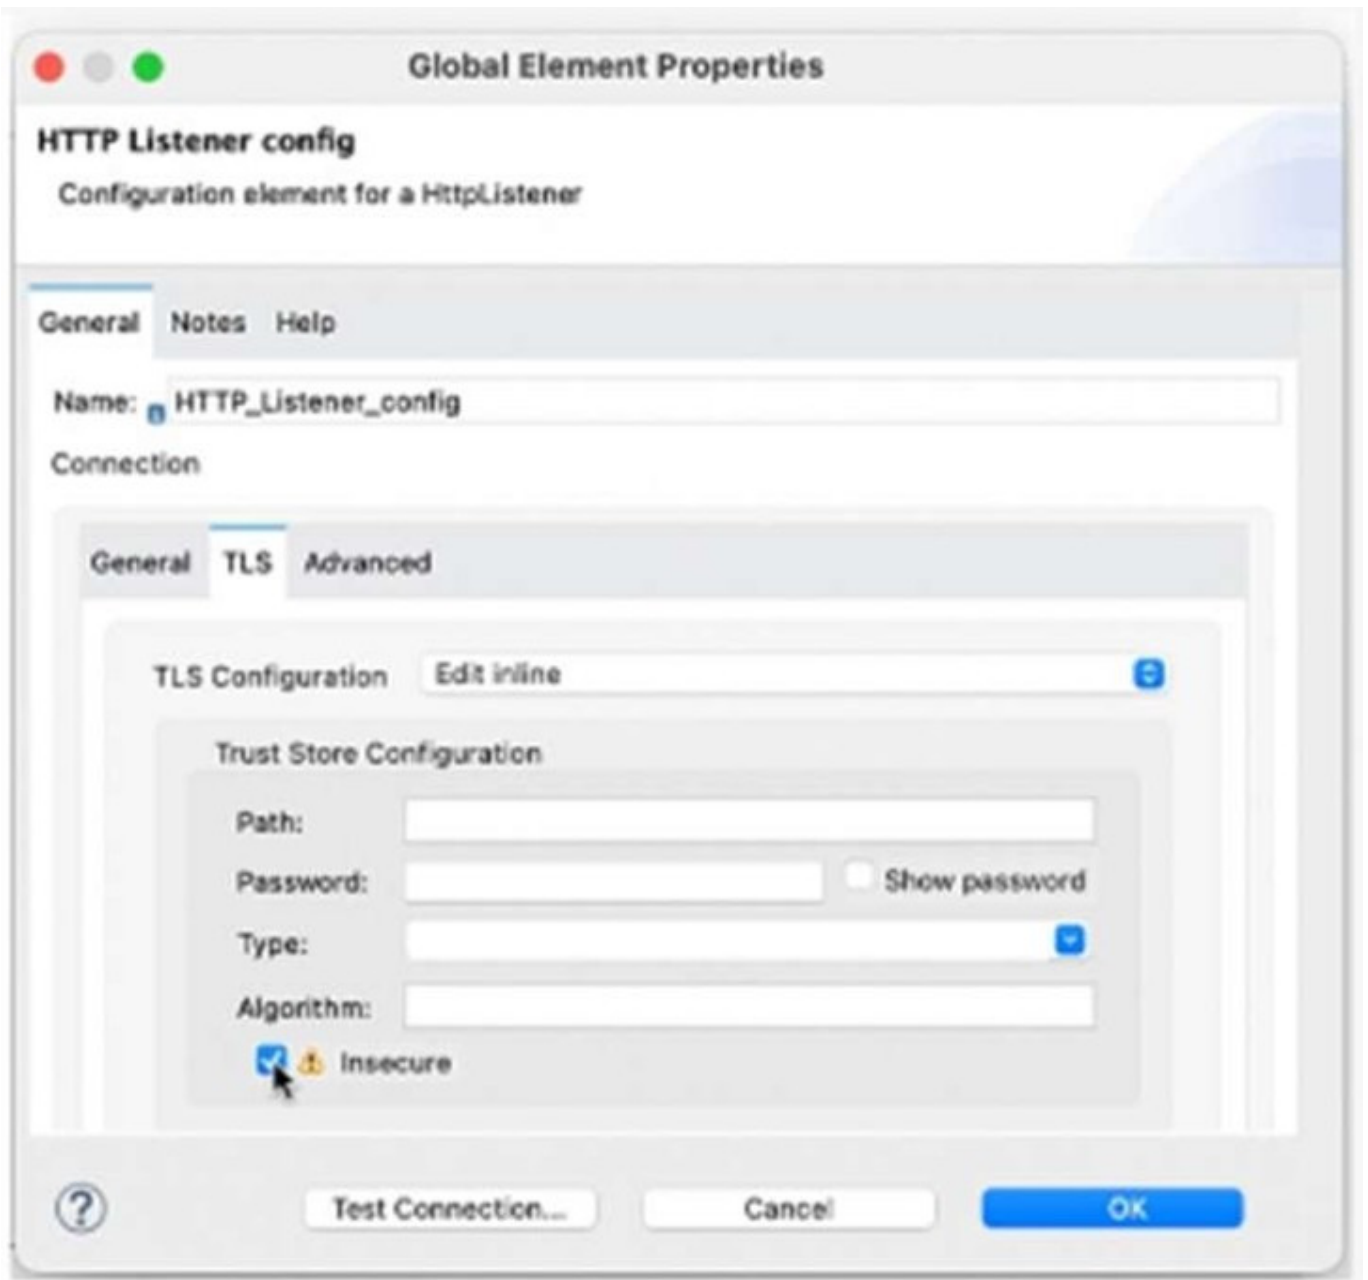 Global Element Properties
HTTP Listener config
Configuration element for a HttpListener
General Notes Help
Name: HTTP_Listener_config
Connection
General TLS Advanced
TLS Configuration Edit inline
Trust Store Configuration
Path:
Password: Show password
Type:
Algorithm:
Insecure
? Test Connection... Cancel OK